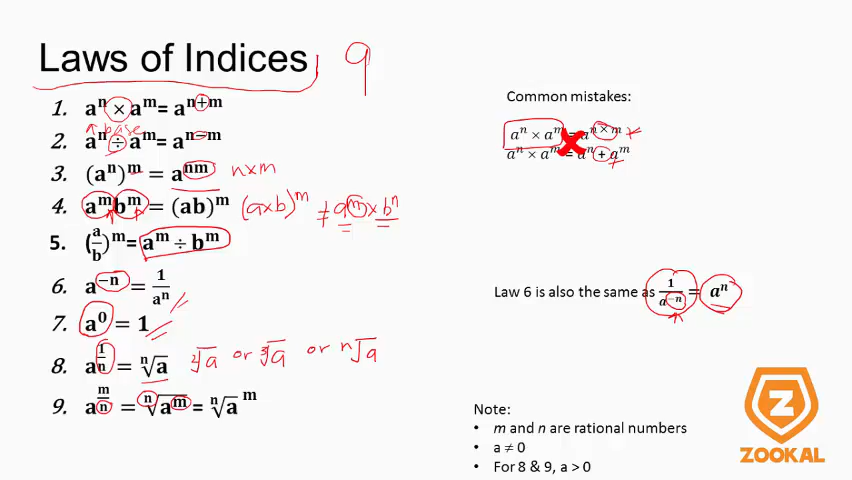 Laws of Indices 9
1. aⁿ × aᵐ= aⁿ⁺ᵐ
base
2. aⁿ ÷ aᵐ= aⁿ⁻ᵐ
3. (aⁿ)ᵐ = aⁿᵐ n×m
4. aᵐbᵐ = (ab)ᵐ (a×b)ᵐ ≠ aᵐ×bⁿ
5. (a/b)ᵐ= aᵐ ÷ bᵐ
6. a⁻ⁿ = 1/aⁿ
7. a⁰ = 1
8. a^(1/n) = ⁿ√a ²√a or ³√a or ⁿ√a
9. a^(m/n) = ⁿ√aᵐ = ⁿ√a ᵐ
Common mistakes:
aⁿ × aᵐ = aⁿ ˣ ᵐ
aⁿ × aᵐ = aⁿ + aᵐ
Law 6 is also the same as 1/a⁻ⁿ = aⁿ
Note:
• m and n are rational numbers
• a ≠ 0
• For 8 & 9, a > 0
Z
ZOOKAL